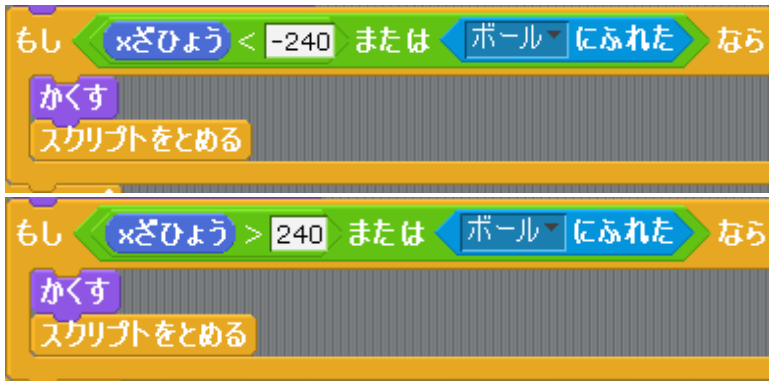 もし xざひょう < -240 または ボール にふれた なら
かくす
スクリプトをとめる
もし xざひょう > 240 または ボール にふれた なら
かくす
スクリプトをとめる